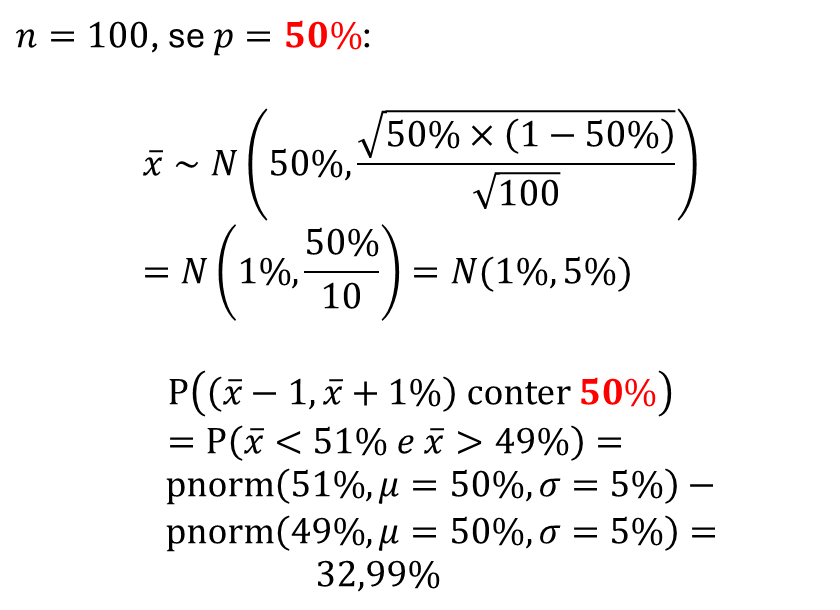 n = 100, se p = 50%:
x̄ ~ N(50%, √(50% × (1 − 50%)) / √100)
= N(1%, 50% / 10) = N(1%, 5%)
P((x̄ − 1, x̄ + 1%) conter 50%)
= P(x̄ < 51% e x̄ > 49%) =
pnorm(51%, μ = 50%, σ = 5%) −
pnorm(49%, μ = 50%, σ = 5%) =
32,99%